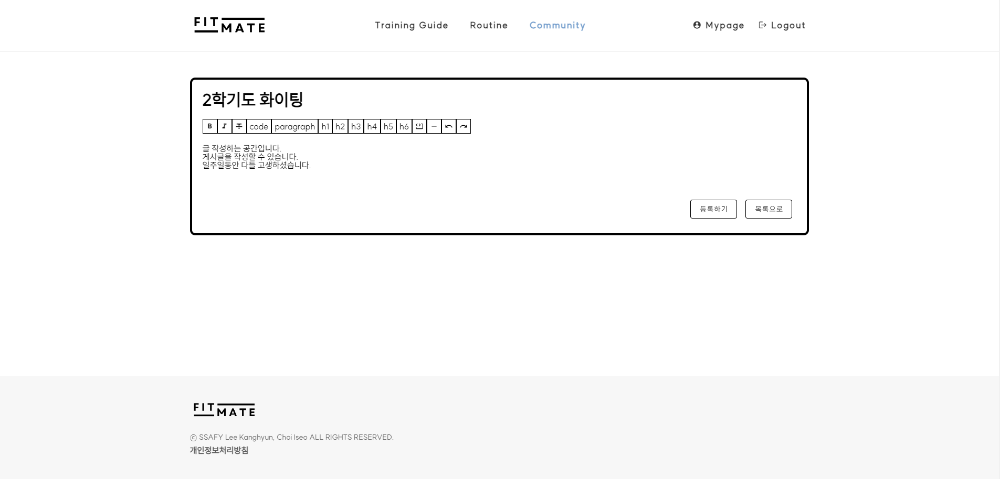 FIT MATE
Training Guide Routine Community
Mypage Logout
2학기도 화이팅
B I T code paragraph h1 h2 h3 h4 h5 h6
글 작성하는 공간입니다.
게시글을 작성할 수 있습니다.
일주일동안 다들 고생하셨습니다.
등록하기 목록으로
FIT MATE
© SSAFY Lee Kanghyun, Choi Iseo ALL RIGHTS RESERVED.
개인정보처리방침